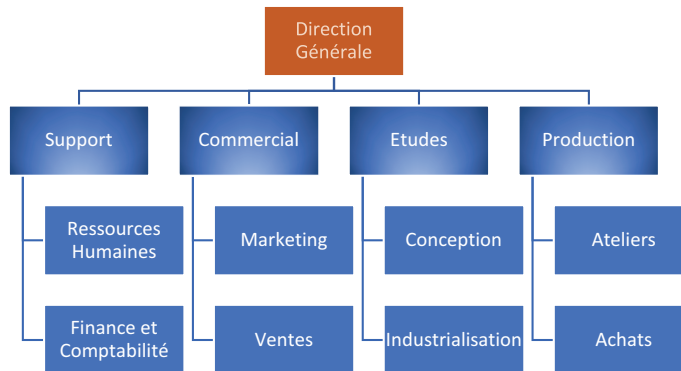 Direction
Générale
Support
Commercial
Etudes
Production
Ressources
Humaines
Marketing
Conception
Ateliers
Finance et
Comptabilité
Ventes
Industrialisation
Achats